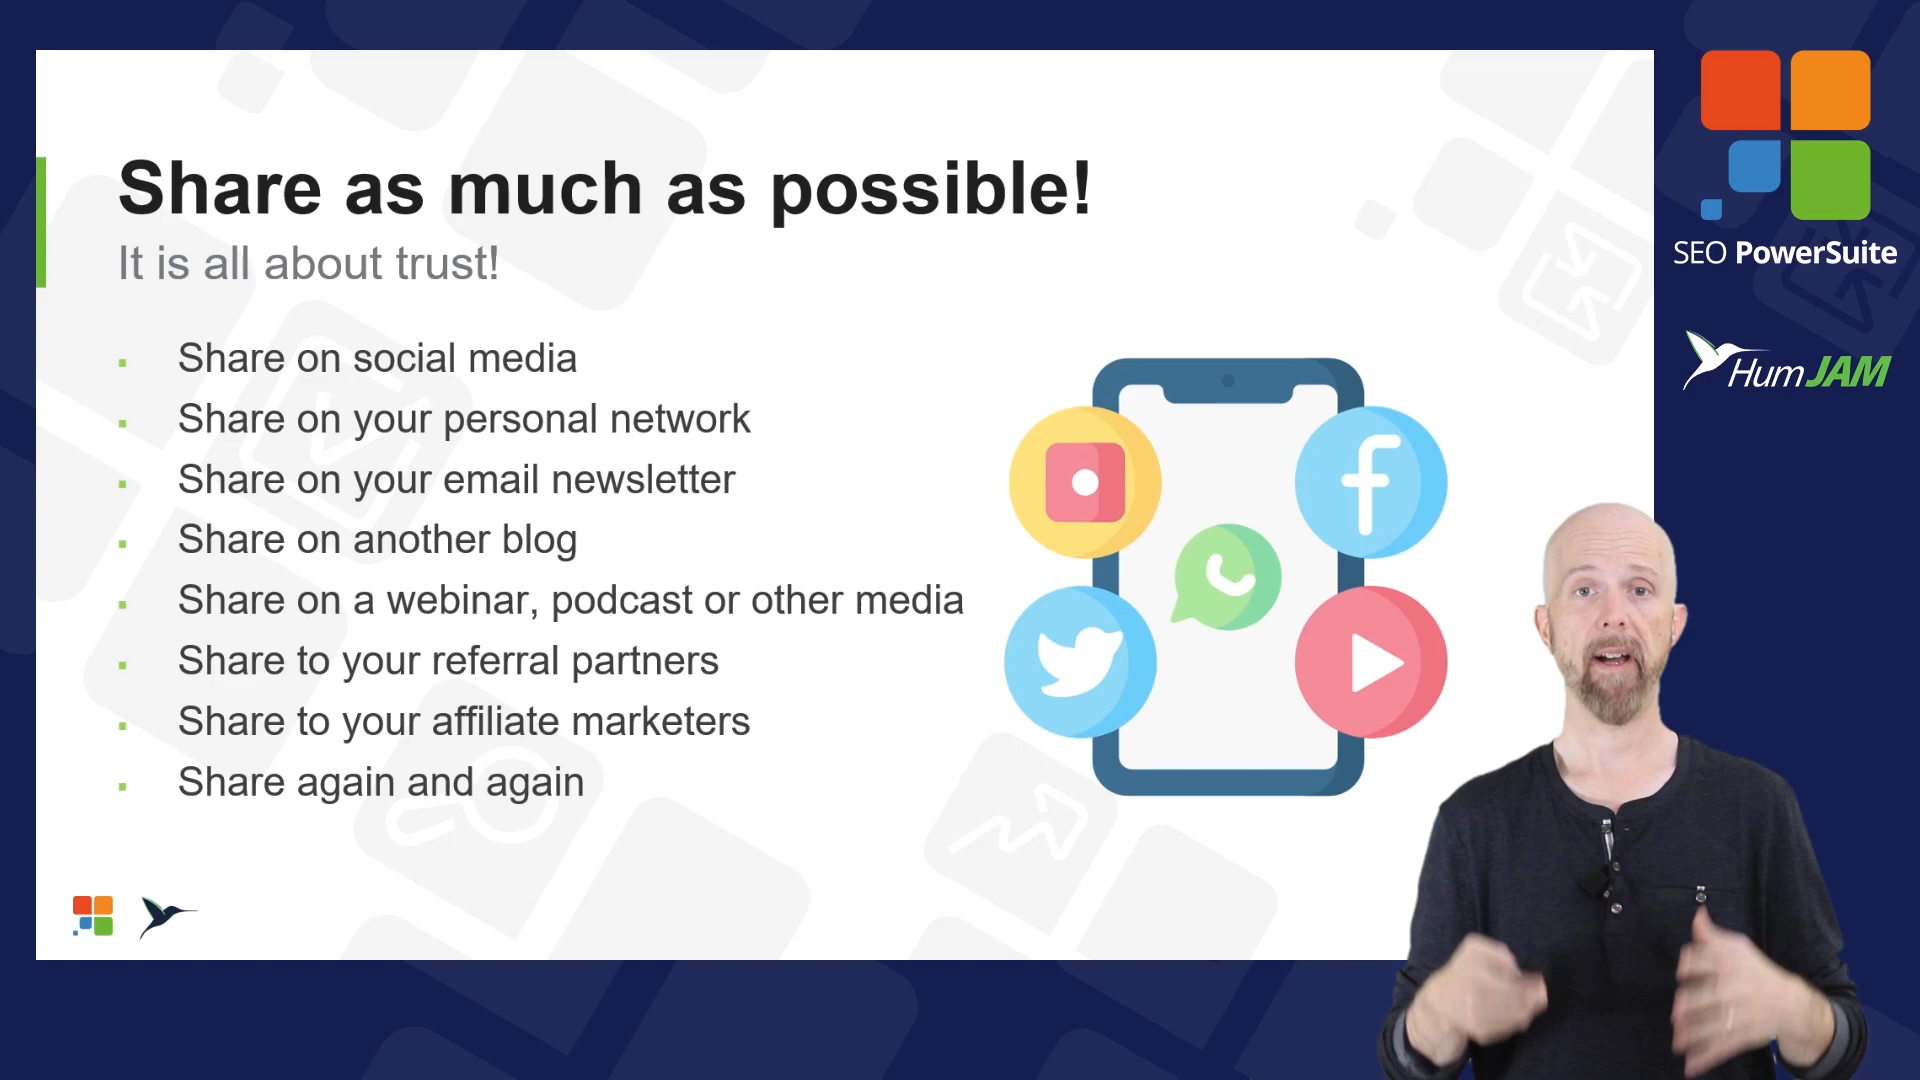 Share as much as possible!
It is all about trust!
Share on social media
Share on your personal network
Share on your email newsletter
Share on another blog
Share on a webinar, podcast or other media
Share to your referral partners
Share to your affiliate marketers
Share again and again
SEO PowerSuite
HumJAM